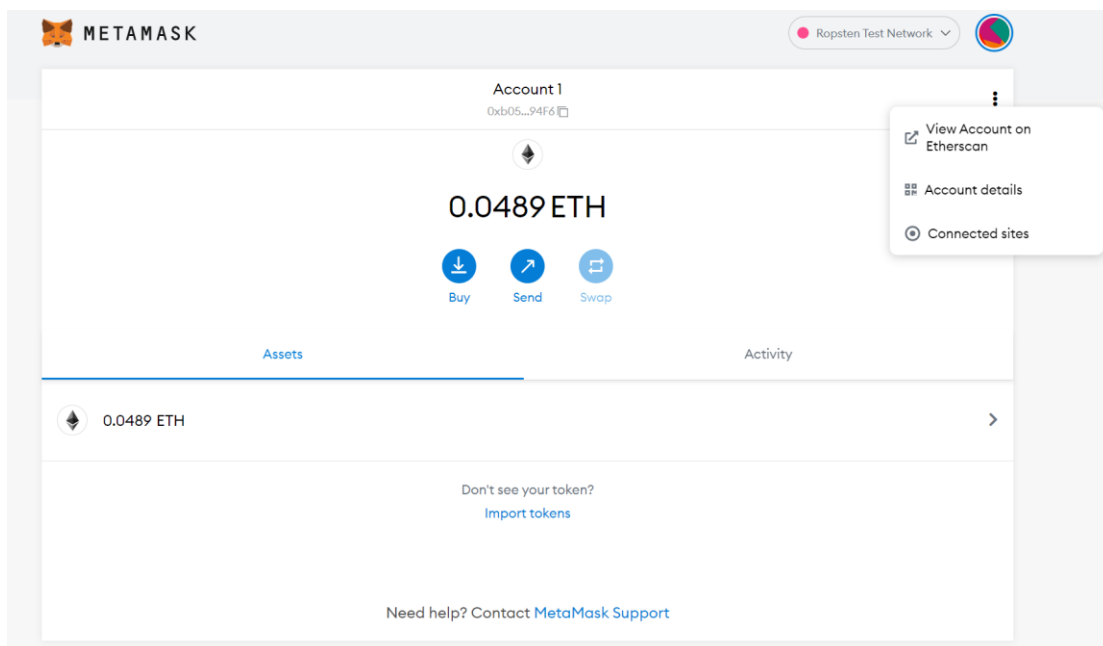 METAMASK
Ropsten Test Network
Account 1
0xb05...94F6
View Account on
Etherscan
Account details
Connected sites
0.0489 ETH
Buy
Send
Swap
Assets
Activity
0.0489 ETH
Don't see your token?
Import tokens
Need help? Contact MetaMask Support